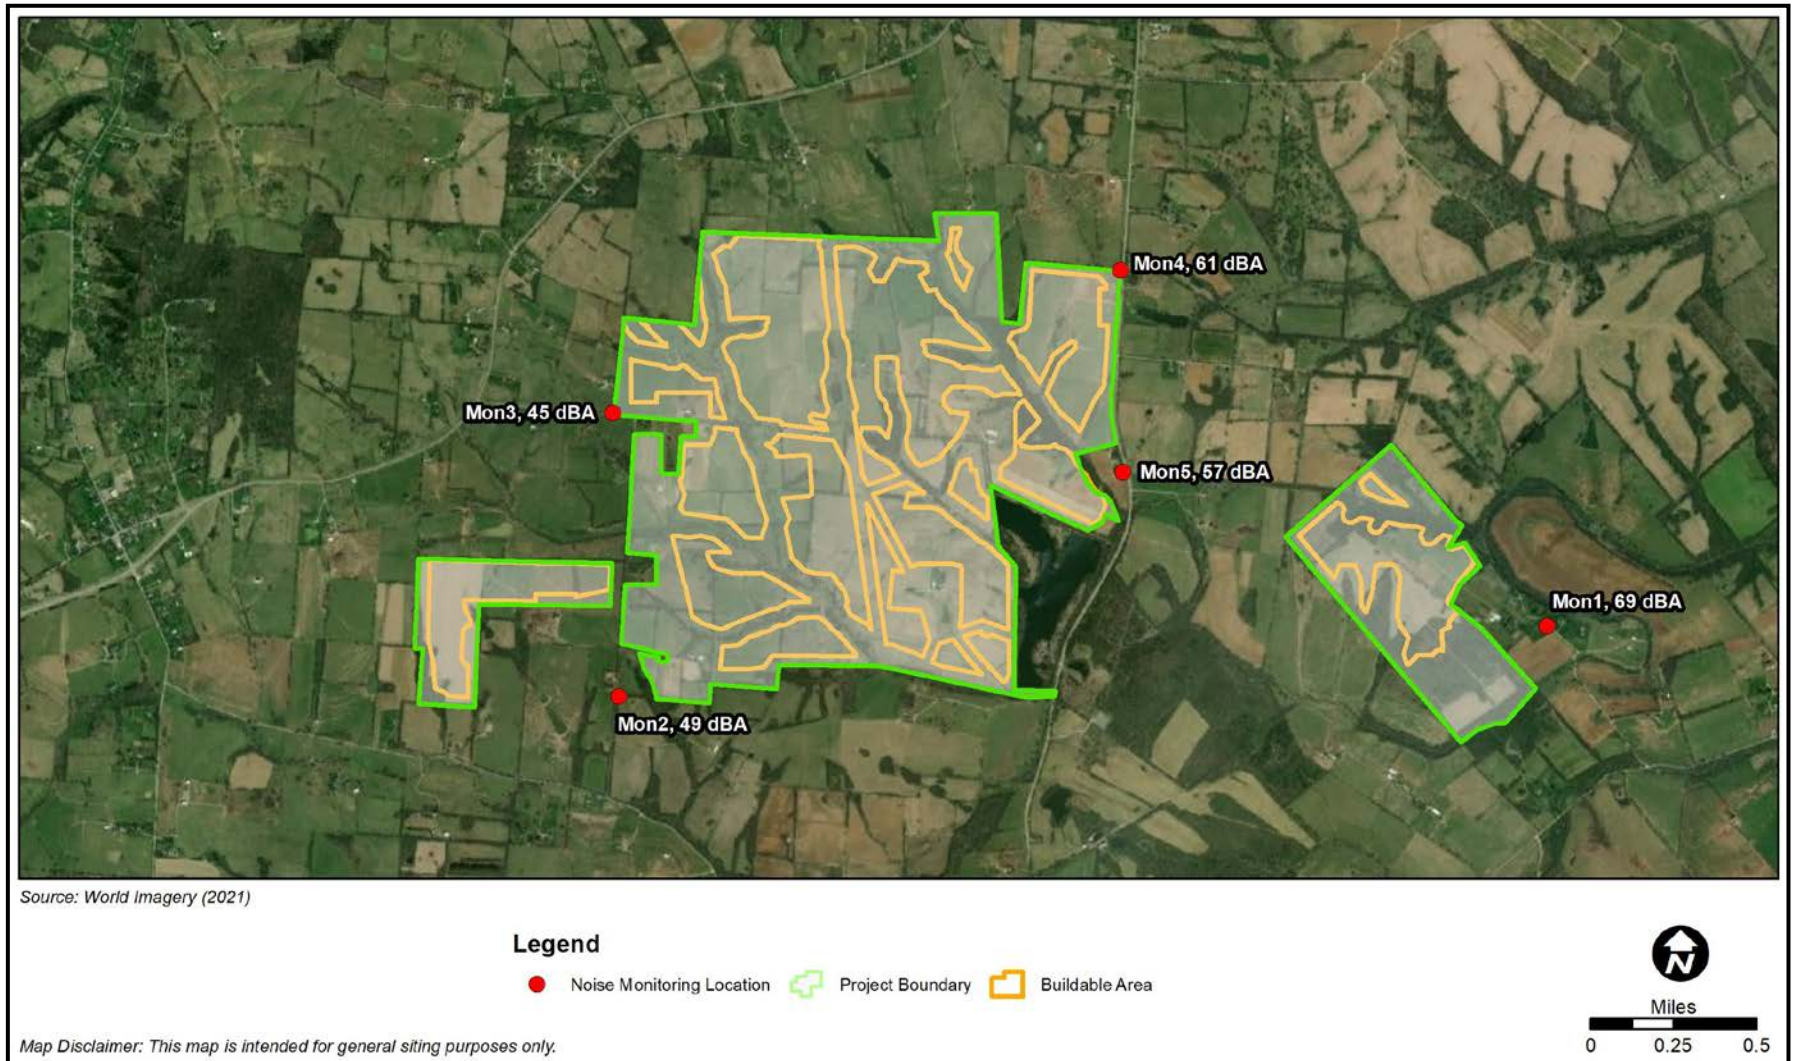 Mon4, 61 dBA
Mon3, 45 dBA
Mon5, 57 dBA
Mon1, 69 dBA
Mon2, 49 dBA
Source: World Imagery (2021)
Legend
Noise Monitoring Location
Project Boundary
Buildable Area
N
Miles
0 0.25 0.5
Map Disclaimer: This map is intended for general siting purposes only.